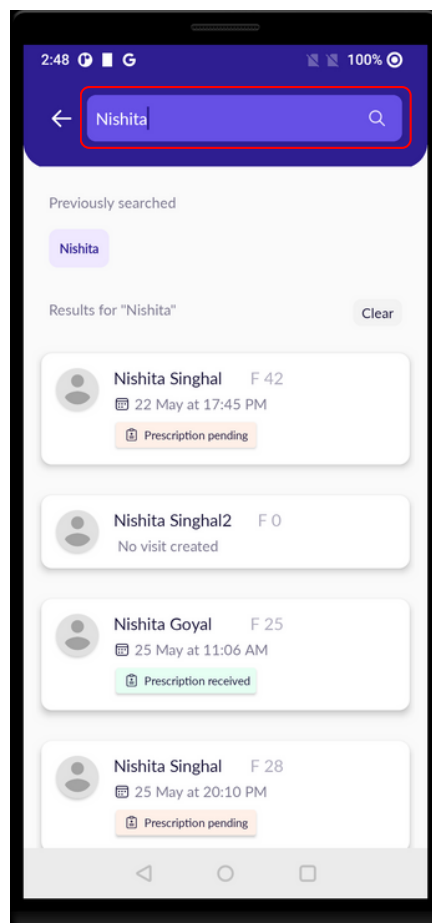 2:48 G 100%
Nishita
Previously searched
Nishita
Results for "Nishita" Clear
Nishita Singhal F 42
22 May at 17:45 PM
Prescription pending
Nishita Singhal2 F 0
No visit created
Nishita Goyal F 25
25 May at 11:06 AM
Prescription received
Nishita Singhal F 28
25 May at 20:10 PM
Prescription pending